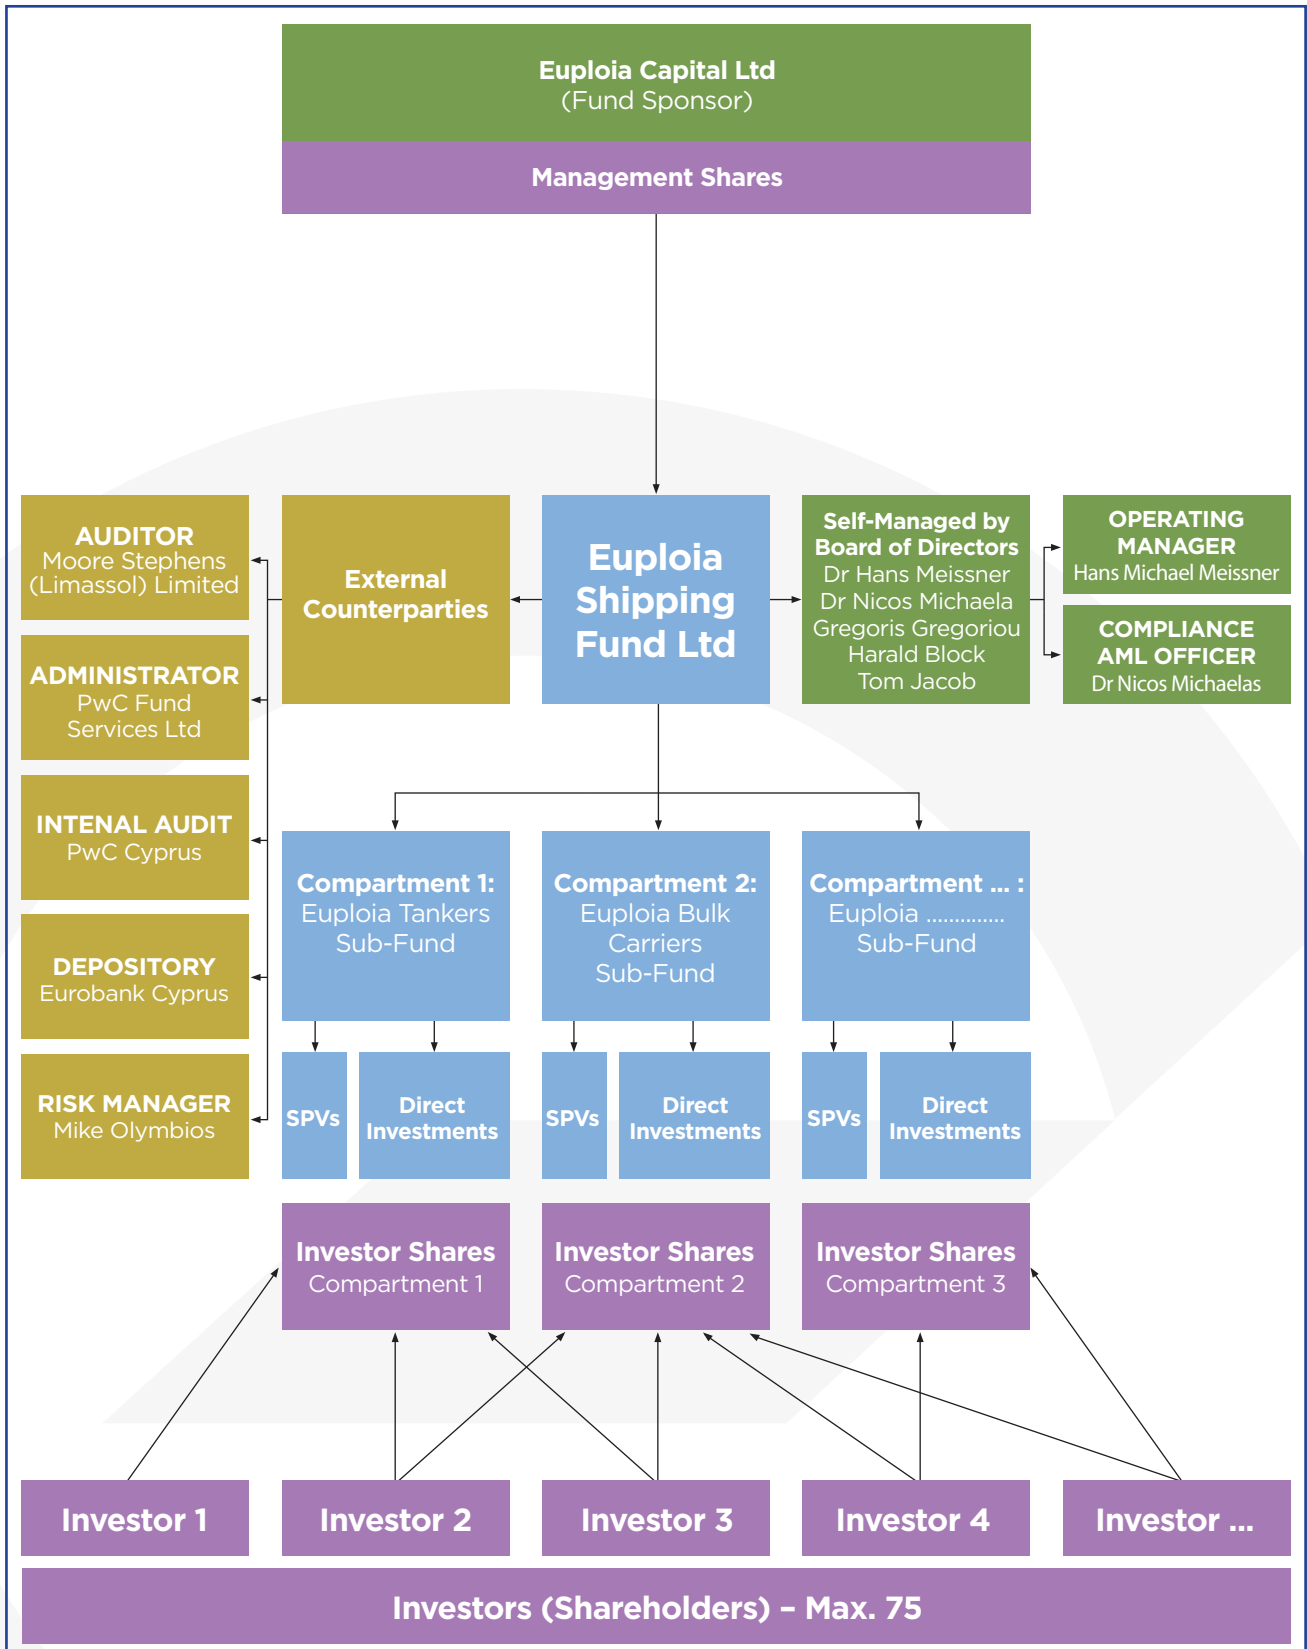 Euploia Capital Ltd
(Fund Sponsor)
Management Shares
AUDITOR
Moore Stephens
(Limassol) Limited
ADMINISTRATOR
PwC Fund
Services Ltd
INTENAL AUDIT
PwC Cyprus
DEPOSITORY
Eurobank Cyprus
RISK MANAGER
Mike Olymbios
External
Counterparties
Euploia
Shipping
Fund Ltd
Self-Managed by
Board of Directors
Dr Hans Meissner
Dr Nicos Michaela
Gregoris Gregoriou
Harald Block
Tom Jacob
OPERATING
MANAGER
Hans Michael Meissner
COMPLIANCE
AML OFFICER
Dr Nicos Michaelas
Compartment 1:
Euploia Tankers
Sub-Fund
Compartment 2:
Euploia Bulk
Carriers
Sub-Fund
Compartment ... :
Euploia ..............
Sub-Fund
SPVs
Direct
Investments
SPVs
Direct
Investments
SPVs
Direct
Investments
Investor Shares
Compartment 1
Investor Shares
Compartment 2
Investor Shares
Compartment 3
Investor 1
Investor 2
Investor 3
Investor 4
Investor ...
Investors (Shareholders) – Max. 75